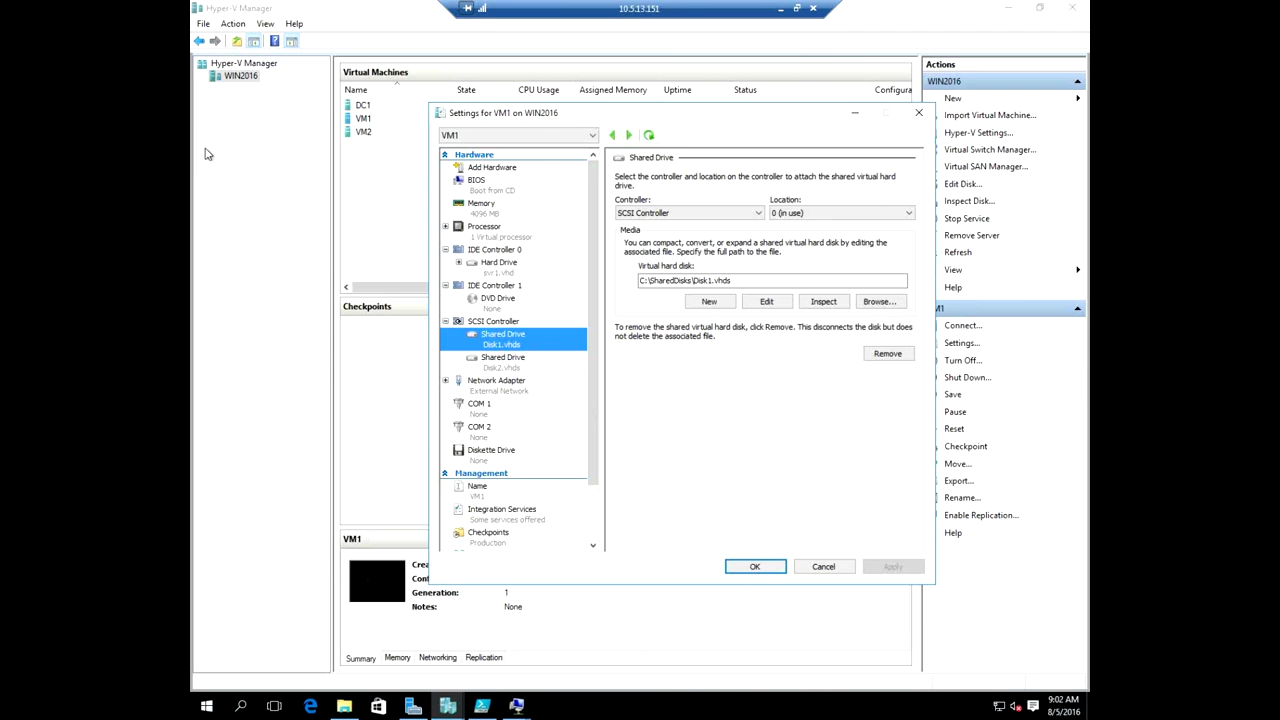 Hyper-V Manager
10.5.13.151
File Action View Help
Hyper-V Manager
WIN2016
Virtual Machines
Name State CPU Usage Assigned Memory Uptime Status Configura
DC1
VM1
VM2
Checkpoints
VM1
Crea
Conf
Generation: 1
Notes: None
Summary Memory Networking Replication
Settings for VM1 on WIN2016
VM1
Hardware
Add Hardware
BIOS
Boot from CD
Memory
4096 MB
Processor
1 Virtual processor
IDE Controller 0
Hard Drive
svr1.vhd
IDE Controller 1
DVD Drive
None
SCSI Controller
Shared Drive
Disk1.vhds
Shared Drive
Disk2.vhds
Network Adapter
External Network
COM 1
None
COM 2
None
Diskette Drive
None
Management
Name
VM1
Integration Services
Some services offered
Checkpoints
Production
Shared Drive
Select the controller and location on the controller to attach the shared virtual hard
drive.
Controller: Location:
SCSI Controller 0 (in use)
Media
You can compact, convert, or expand a shared virtual hard disk by editing the
associated file. Specify the full path to the file.
Virtual hard disk:
C:\SharedDisks\Disk1.vhds
New Edit Inspect Browse...
To remove the shared virtual hard disk, click Remove. This disconnects the disk but does
not delete the associated file.
Remove
OK Cancel Apply
Actions
WIN2016
New
Import Virtual Machine...
Hyper-V Settings...
Virtual Switch Manager...
Virtual SAN Manager...
Edit Disk...
Inspect Disk...
Stop Service
Remove Server
Refresh
View
Help
M1
Connect...
Settings...
Turn Off...
Shut Down...
Save
Pause
Reset
Checkpoint
Move...
Export...
Rename...
Enable Replication...
Help
9:02 AM
8/5/2016